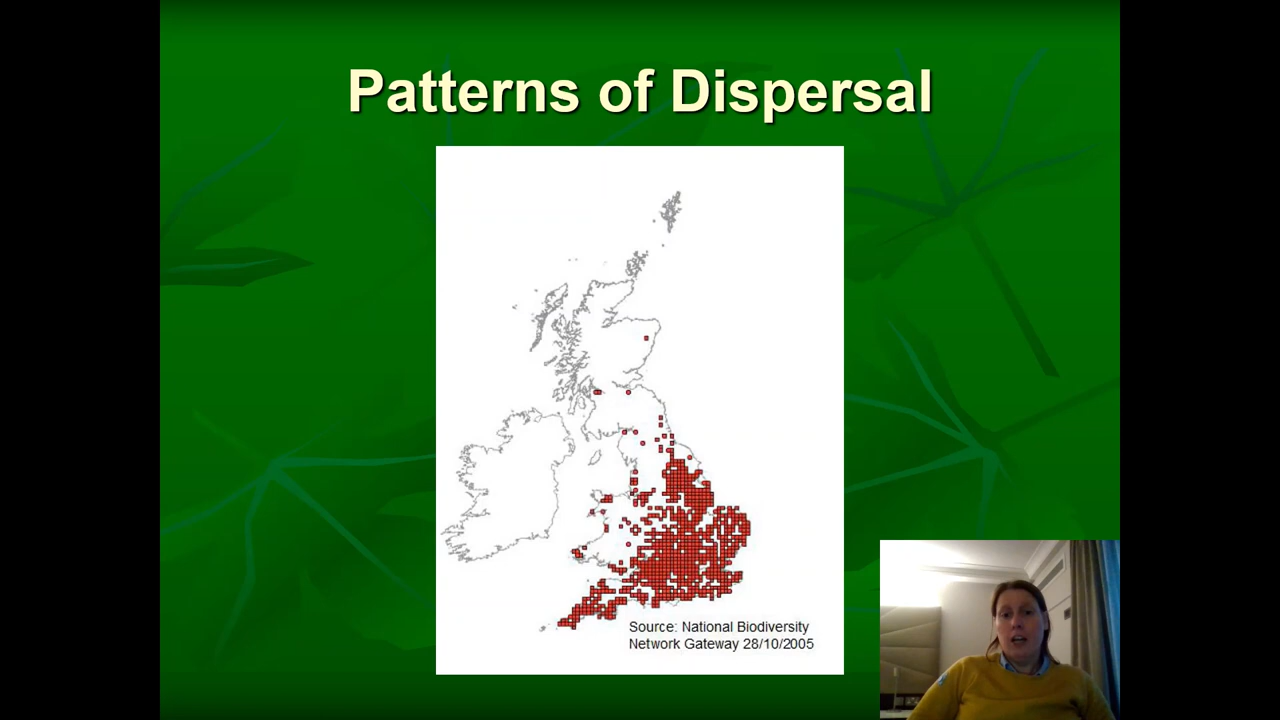 Patterns of Dispersal
Source: National Biodiversity
Network Gateway 28/10/2005